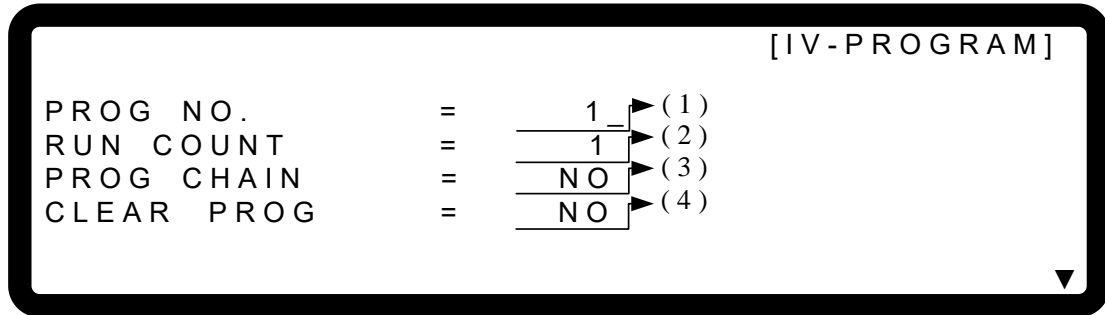 [IV-PROGRAM]
PROG NO. = 1_ (1)
RUN COUNT = 1 (2)
PROG CHAIN = NO (3)
CLEAR PROG = NO (4)
▼